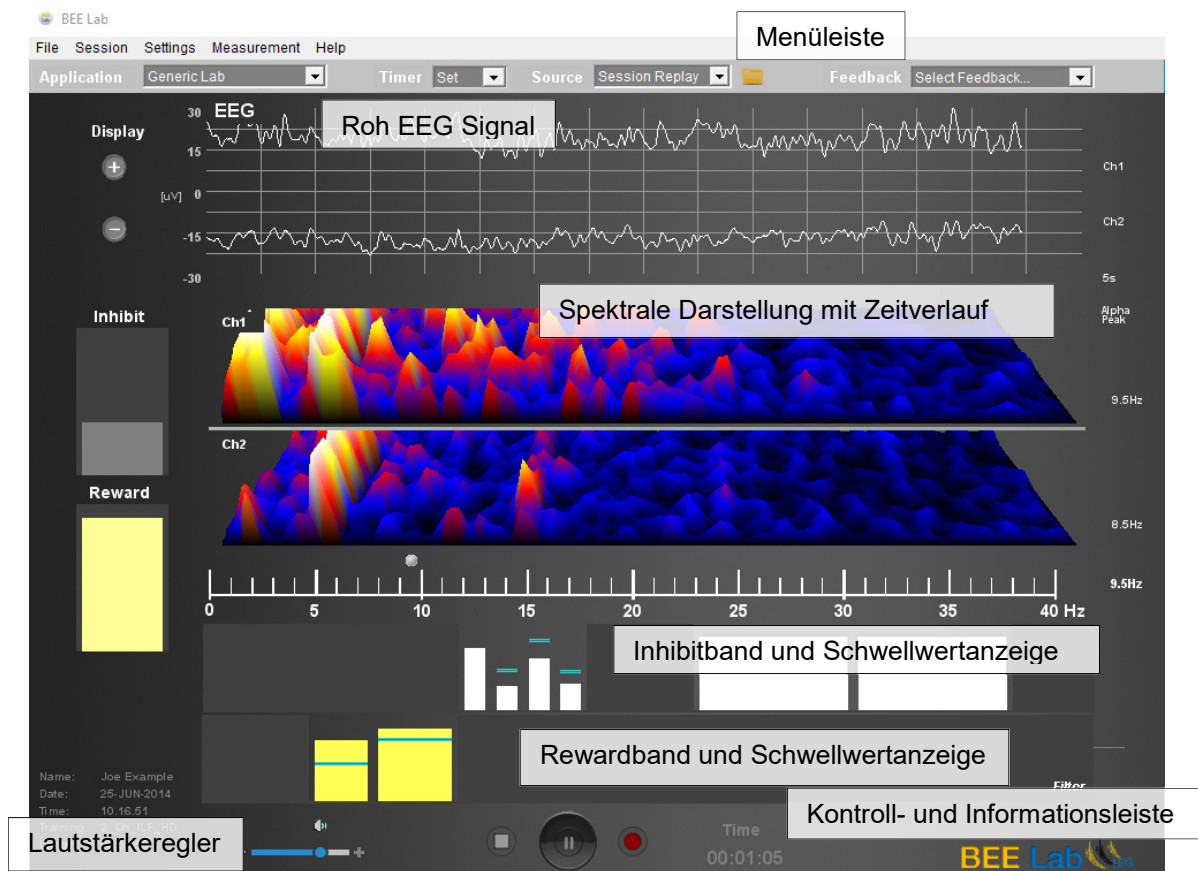 BEE Lab
File Session Settings Measurement Help
Menüleiste
Application Generic Lab Timer Set Source Session Replay Feedback Select Feedback...
30 EEG
Roh EEG Signal
Display
15
Ch1
[uV] 0
Ch2
-15
-30
5s
Spektrale Darstellung mit Zeitverlauf
Inhibit
Ch1
Alpha
Peak
9.5Hz
Ch2
Reward
8.5Hz
9.5Hz
0 5 10 15 20 25 30 35 40 Hz
Inhibitband und Schwellwertanzeige
Rewardband und Schwellwertanzeige
Name: Joe Example
Filter
Date: 25-JUN-2014
Time: 10.16.51
Kontroll- und Informationsleiste
Lautstärkeregler
Time
00:01:05
BEE Lab EEG